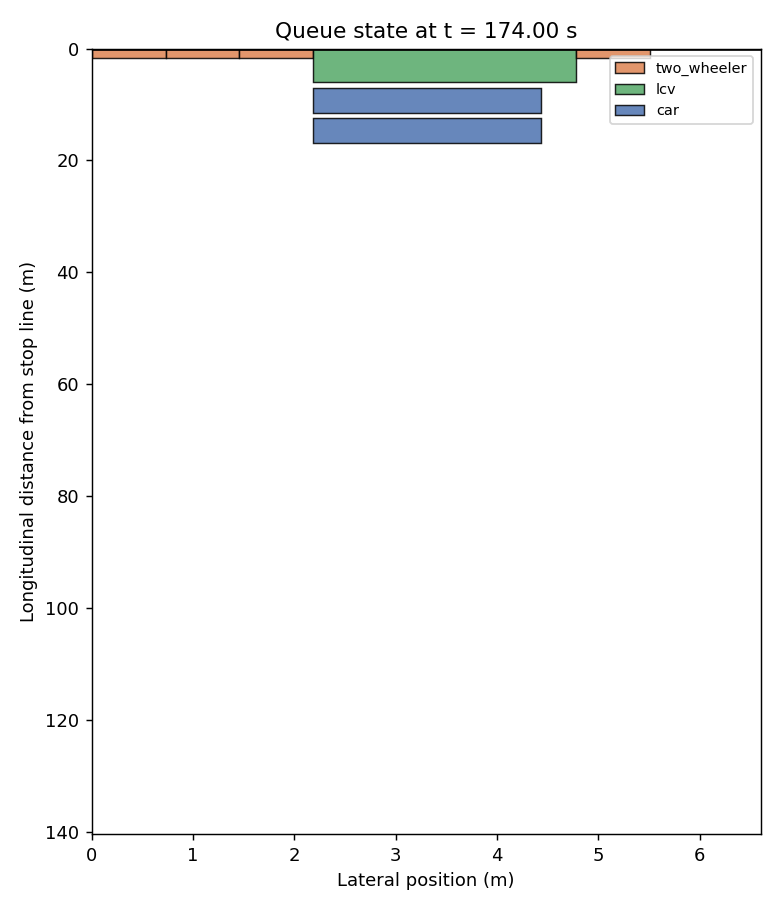 Queue state at t = 174.00 s
two_wheeler
lcv
car
0
20
40
60
80
100
120
140
0 1 2 3 4 5 6
Longitudinal distance from stop line (m)
Lateral position (m)